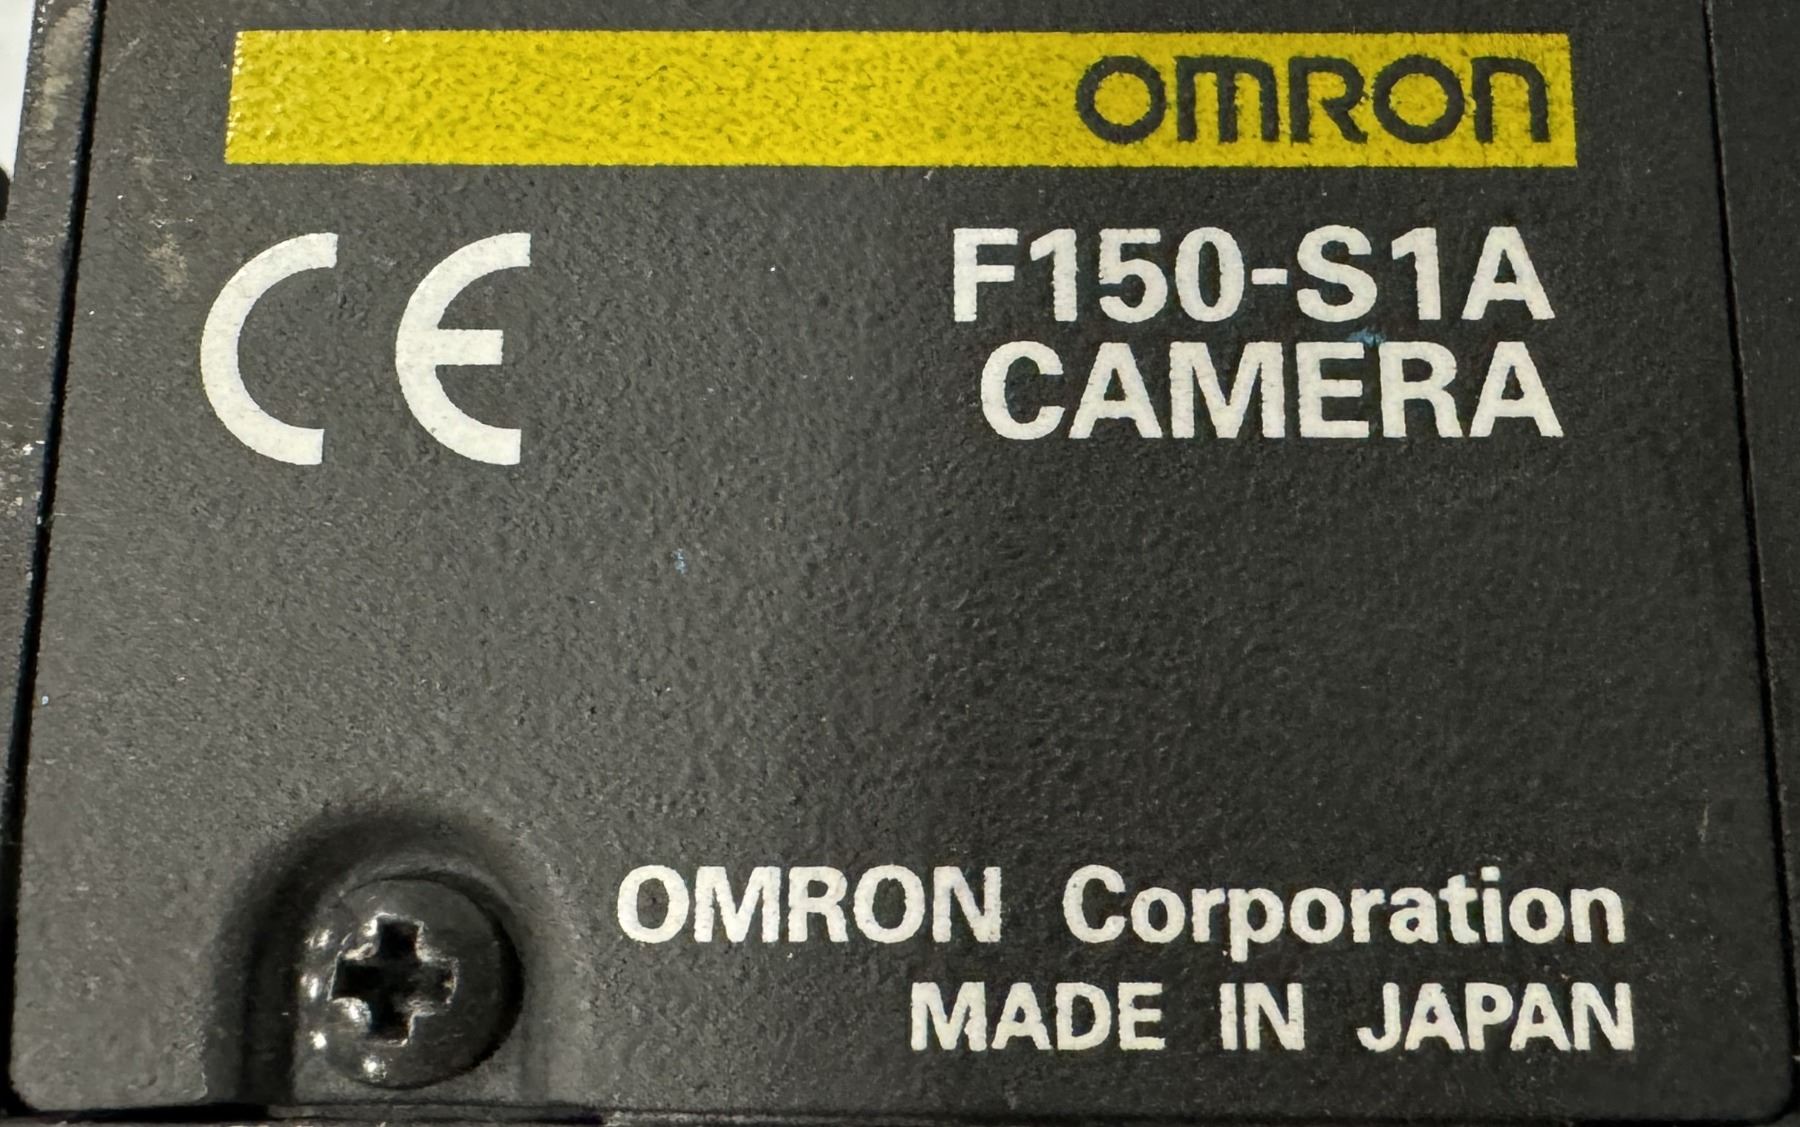 OMRON
CE
F150-S1A
CAMERA
OMRON Corporation
MADE IN JAPAN